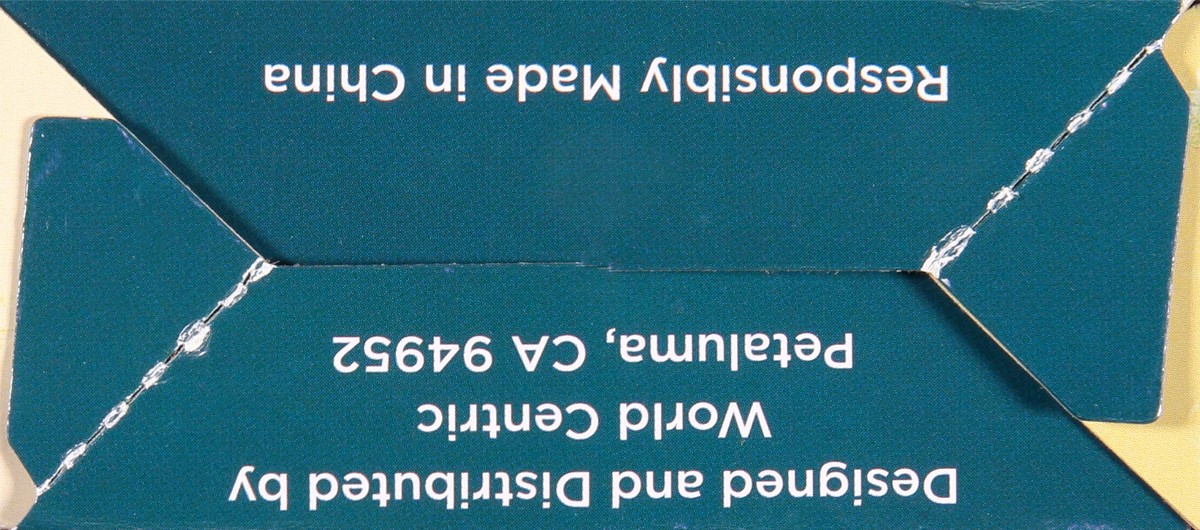 Designed and Distributed by
World Centric
Petaluma, CA 94952
Responsibly Made in China